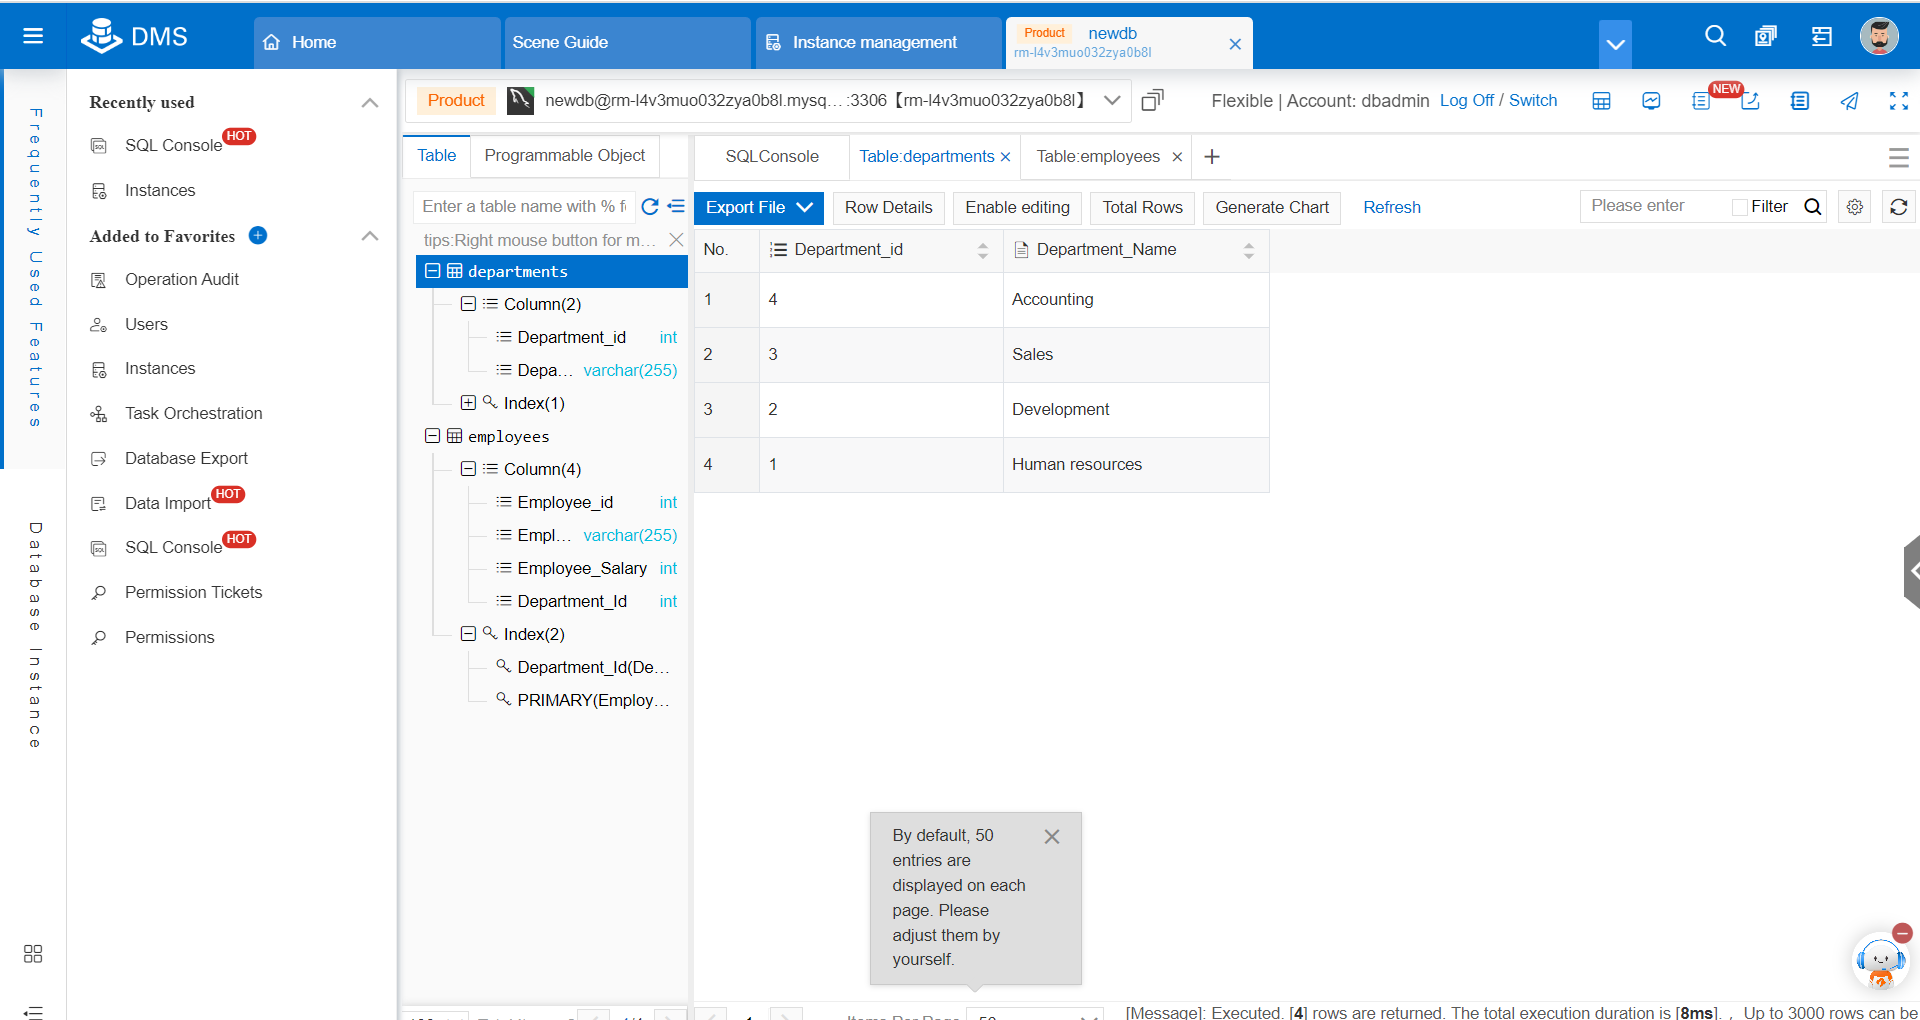 DMS
Home
Scene Guide
Instance management
Product newdb
rm-l4v3muo032zya0b8l
Frequently Used Features
Database Instance
Recently used
SQL Console HOT
Instances
Added to Favorites
Operation Audit
Users
Instances
Task Orchestration
Database Export
Data Import HOT
SQL Console HOT
Permission Tickets
Permissions
Product newdb@rm-l4v3muo032zya0b8l.mysq... :3306【rm-l4v3muo032zya0b8l】
Flexible | Account: dbadmin Log Off / Switch
NEW
Table
Programmable Object
Enter a table name with % f
tips:Right mouse button for m...
departments
Column(2)
Department_id int
Depa... varchar(255)
Index(1)
employees
Column(4)
Employee_id int
Empl... varchar(255)
Employee_Salary int
Department_Id int
Index(2)
Department_Id(De...
PRIMARY(Employ...
SQLConsole
Table:departments
Table:employees
Export File
Row Details
Enable editing
Total Rows
Generate Chart
Refresh
Please enter
Filter
No. Department_id Department_Name
1 4 Accounting
2 3 Sales
3 2 Development
4 1 Human resources
By default, 50
entries are
displayed on each
page. Please
adjust them by
yourself.
Items Per Page 50
[Message]: Executed. [4] rows are returned. The total execution duration is [8ms]. , Up to 3000 rows can be